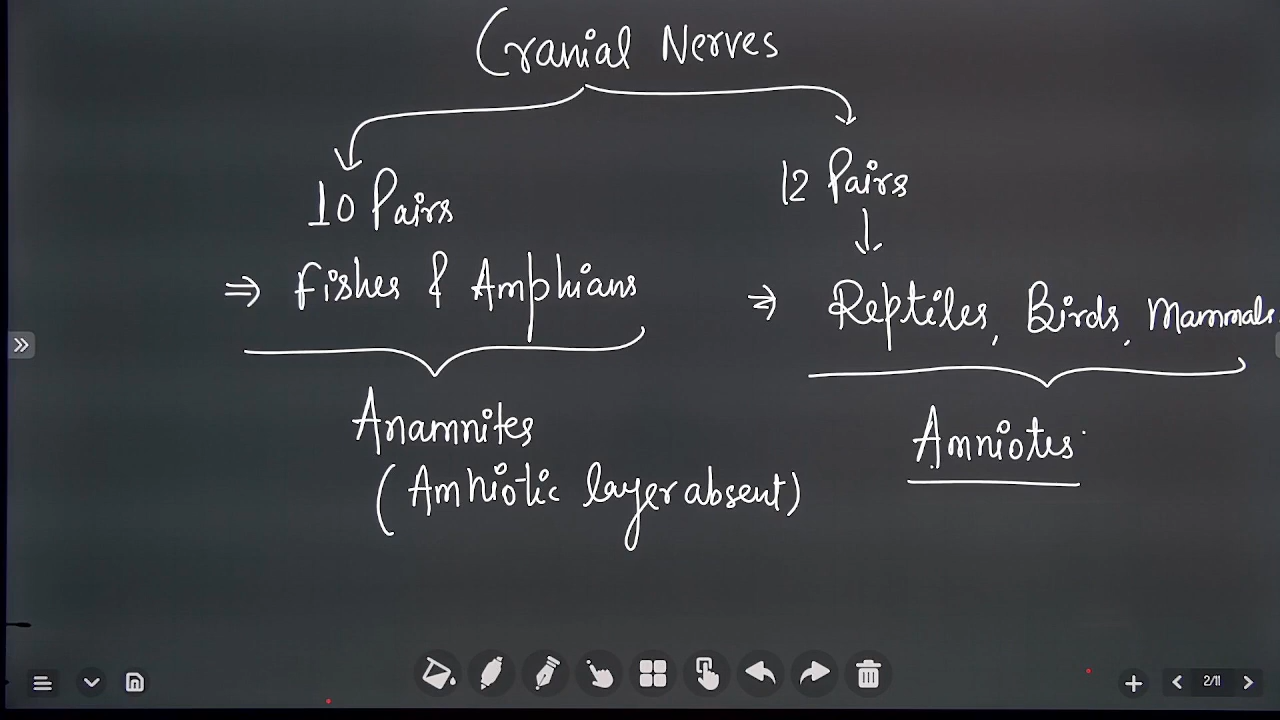 Cranial Nerves
10 Pairs
12 Pairs
⇒ Fishes & Amphians
⇒ Reptiles, Birds, Mammals
Anamnites
(Amniotic layer absent)
Amniotes
2/11